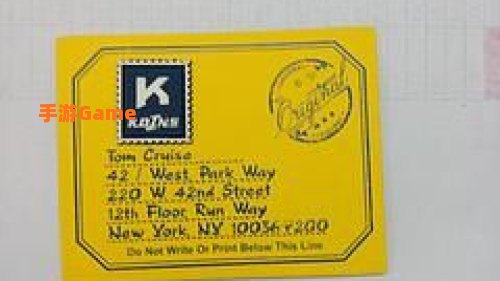 K
手游Game
Original
Tom Cruise
42 / West Park Way
220 W 42nd Street
12th Floor Run Way
New York, NY 10036
Do Not Write Or Print Below This Line